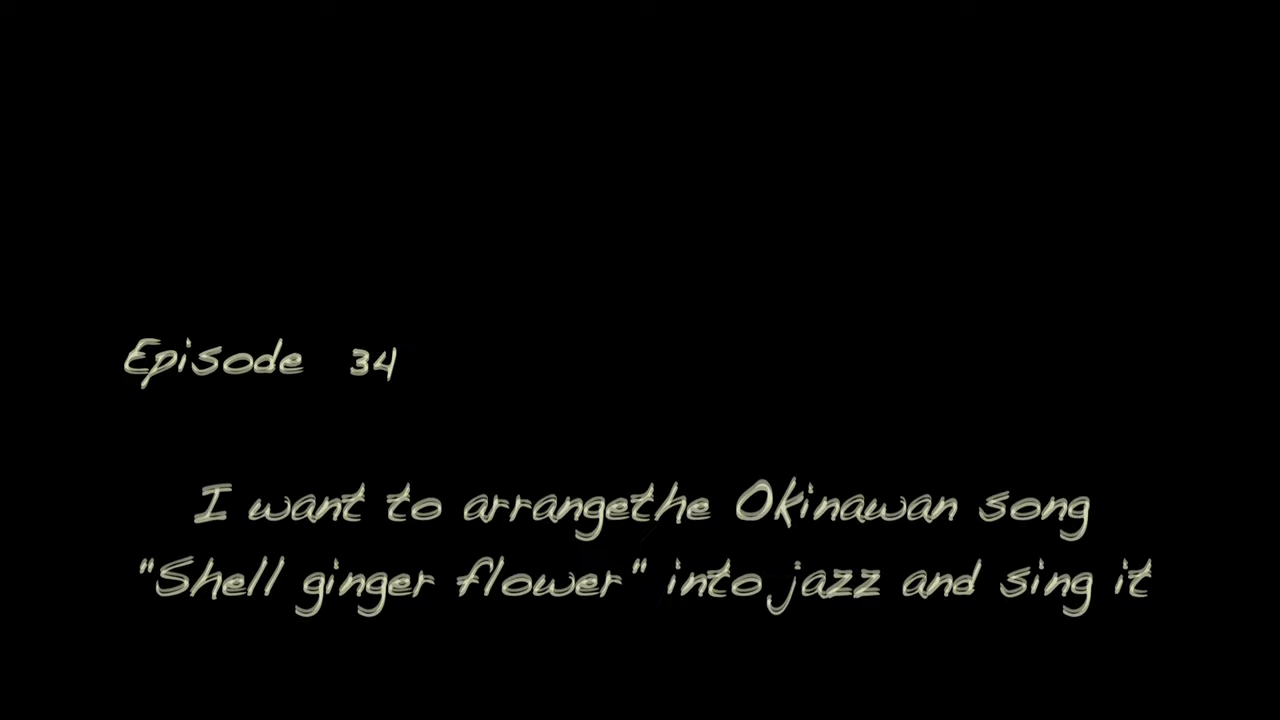 Episode 34
I want to arrangethe Okinawan song
"Shell ginger flower" into jazz and sing it